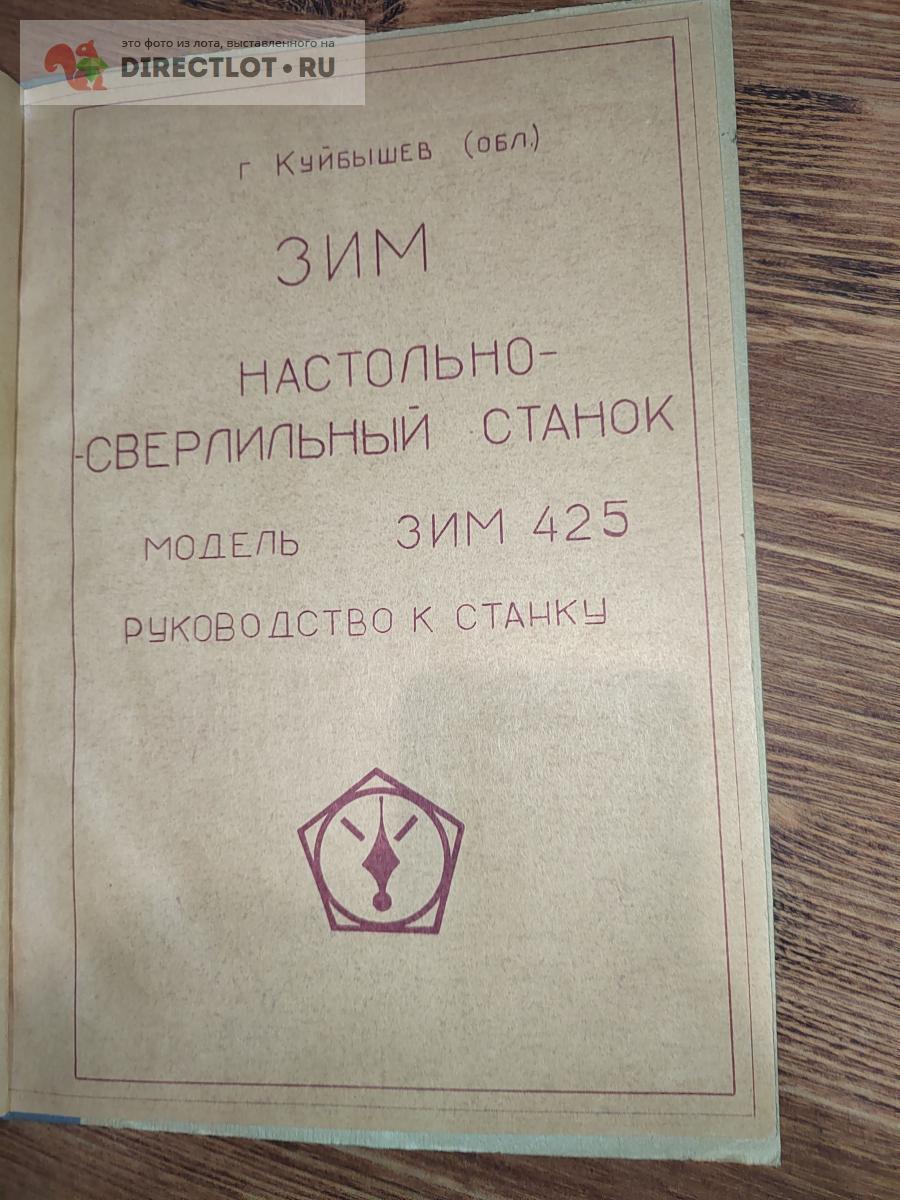 это фото из лота, выставленного на
DIRECTLOT.RU
г Куйбышев (обл.)
ЗИМ
НАСТОЛЬНО-
-СВЕРЛИЛЬНЫЙ СТАНОК
МОДЕЛЬ ЗИМ 425
РУКОВОДСТВО К СТАНКУ